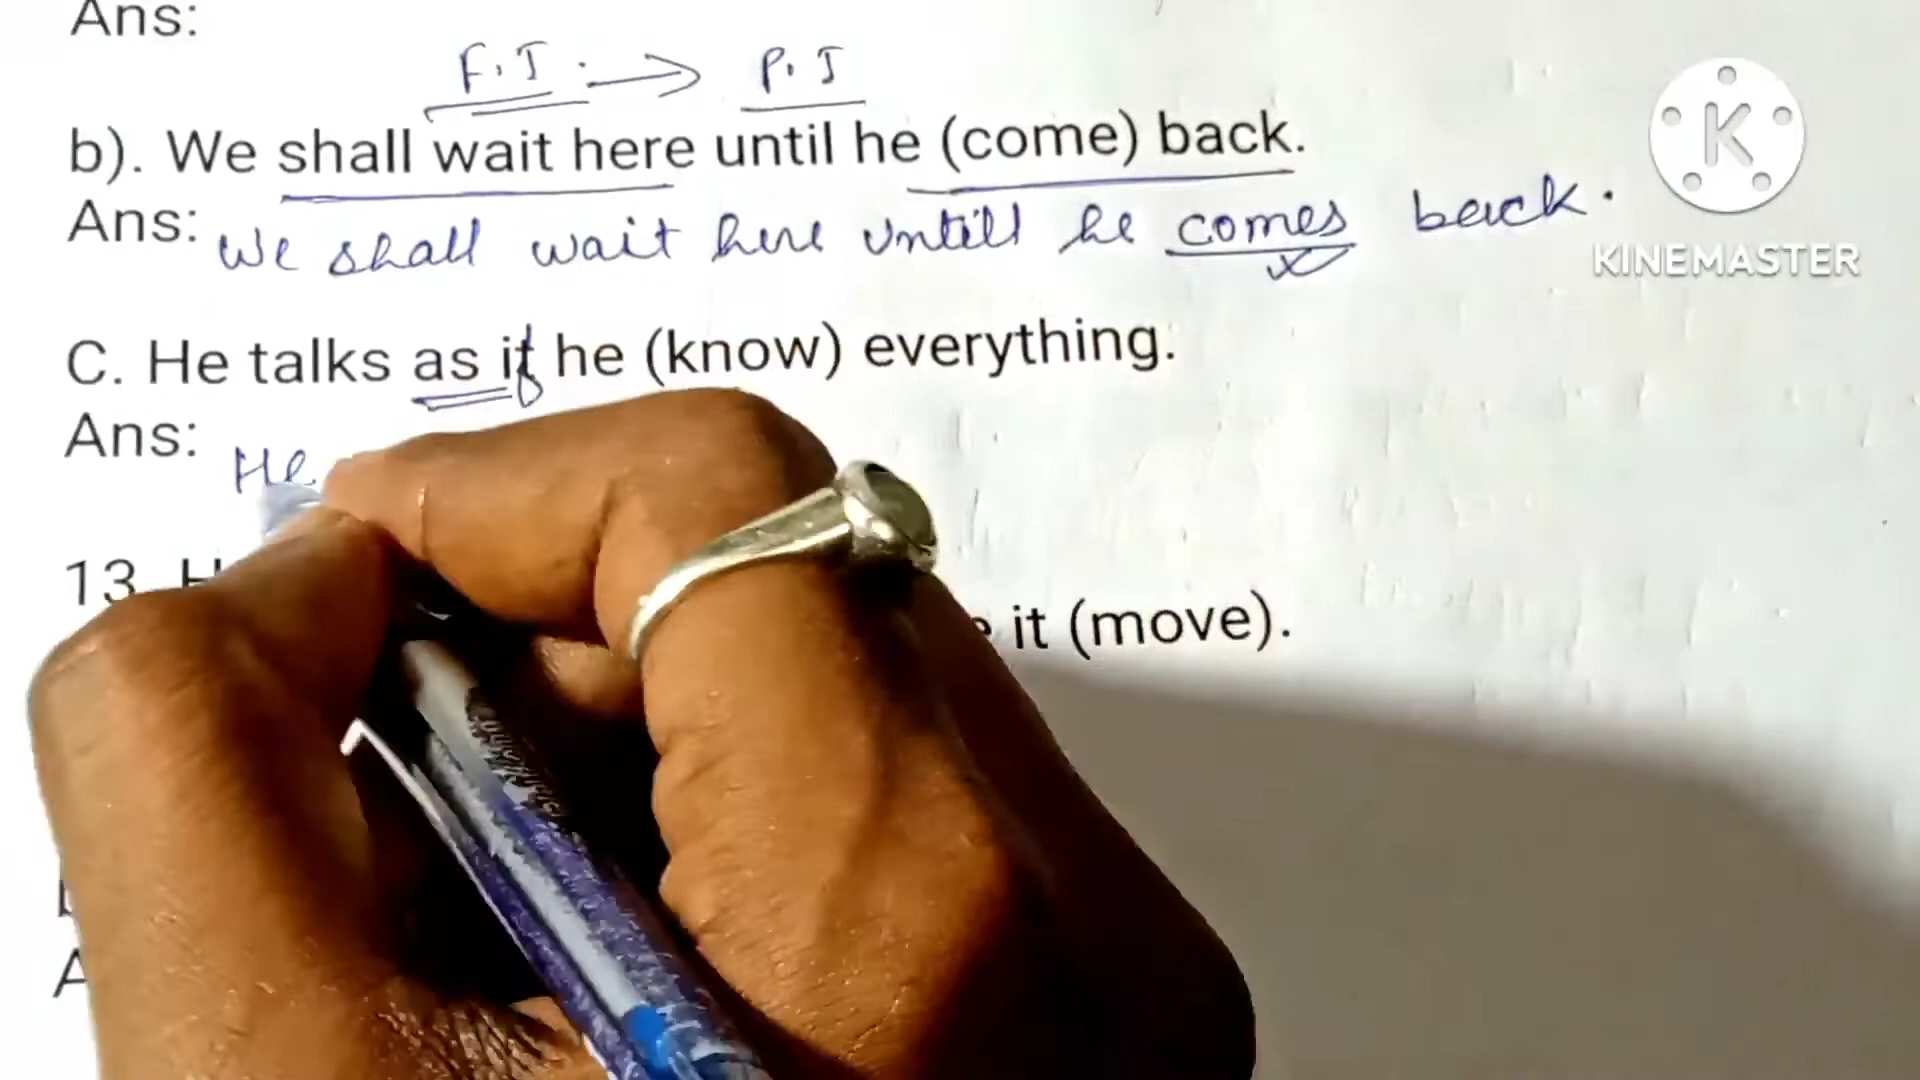 Ans:
F.T. → P.T
b). We shall wait here until he (come) back.
Ans: We shall wait here untill he comes back.
KINEMASTER
C. He talks as if he (know) everything.
Ans: He
13. it (move).